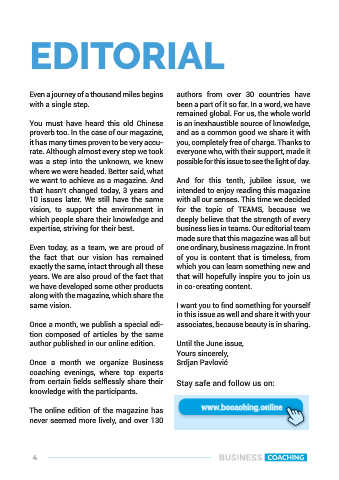 EDITORIAL
Even a journey of a thousand miles begins
with a single step.
You must have heard this old Chinese
proverb too. In the case of our magazine,
it has many times proven to be very accu-
rate. Although almost every step we took
was a step into the unknown, we knew
where we were headed. Better said, what
we want to achieve as a magazine. And
that hasn't changed today, 3 years and
10 issues later. We still have the same
vision, to support the environment in
which people share their knowledge and
expertise, striving for their best.
Even today, as a team, we are proud of
the fact that our vision has remained
exactly the same, intact through all these
years. We are also proud of the fact that
we have developed some other products
along with the magazine, which share the
same vision.
Once a month, we publish a special edi-
tion composed of articles by the same
author published in our online edition.
Once a month we organize Business
coaching evenings, where top experts
from certain fields selflessly share their
knowledge with the participants.
The online edition of the magazine has
never seemed more lively, and over 130
authors from over 30 countries have
been a part of it so far. In a word, we have
remained global. For us, the whole world
is an inexhaustible source of knowledge,
and as a common good we share it with
you, completely free of charge. Thanks to
everyone who, with their support, made it
possible for this issue to see the light of day.
And for this tenth, jubilee issue, we
intended to enjoy reading this magazine
with all our senses. This time we decided
for the topic of TEAMS, because we
deeply believe that the strength of every
business lies in teams. Our editorial team
made sure that this magazine was all but
one ordinary, business magazine. In front
of you is content that is timeless, from
which you can learn something new and
that will hopefully inspire you to join us
in co-creating content.
I want you to find something for yourself
in this issue as well and share it with your
associates, because beauty is in sharing.
Until the June issue,
Yours sincerely,
Srdjan Pavlović
Stay safe and follow us on:
www.bocoaching.online
4
BUSINESS COACHING